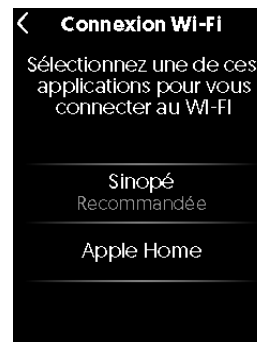 Connexion Wi-Fi
Sélectionnez une de ces
applications pour vous
connecter au WI-FI
Sinopé
Recommandée
Apple Home